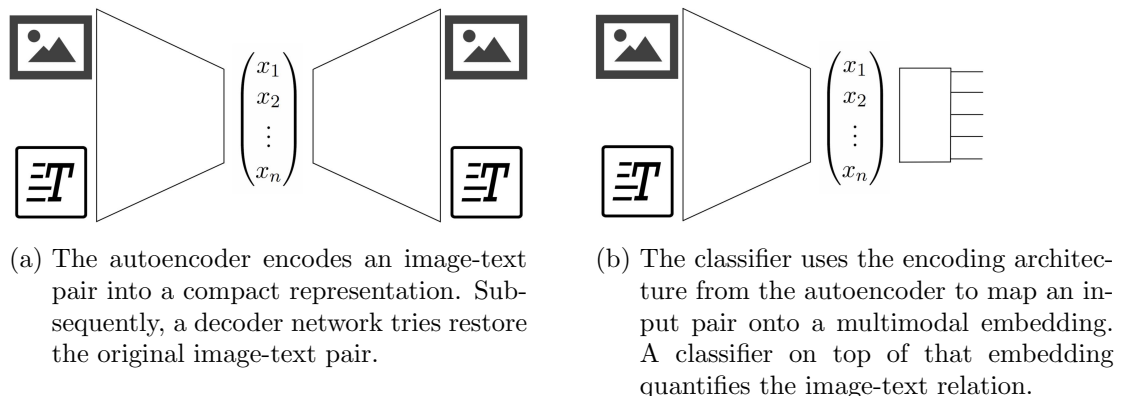 x1
x2
⋮
xn
T
T
x1
x2
⋮
xn
T
(a) The autoencoder encodes an image-text
pair into a compact representation. Sub-
sequently, a decoder network tries restore
the original image-text pair.
(b) The classifier uses the encoding architec-
ture from the autoencoder to map an in-
put pair onto a multimodal embedding.
A classifier on top of that embedding
quantifies the image-text relation.